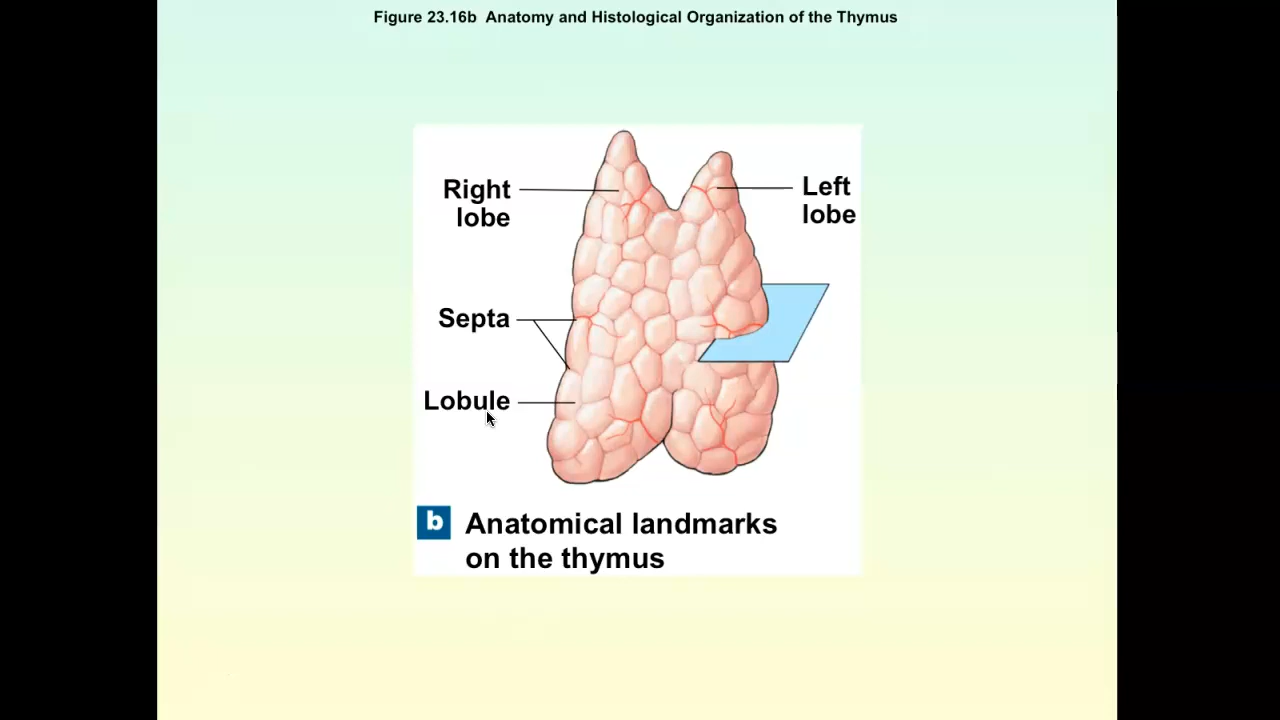 Figure 23.16b  Anatomy and Histological Organization of the Thymus
Right
lobe
Left
lobe
Septa
Lobule
b
Anatomical landmarks
on the thymus